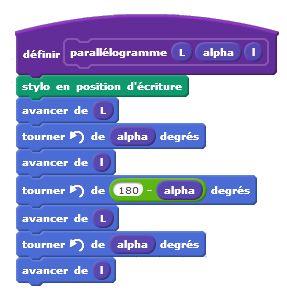 définir parallélogramme L alpha l
stylo en position d'écriture
avancer de L
tourner de alpha degrés
avancer de l
tourner de 180 - alpha degrés
avancer de L
tourner de alpha degrés
avancer de l